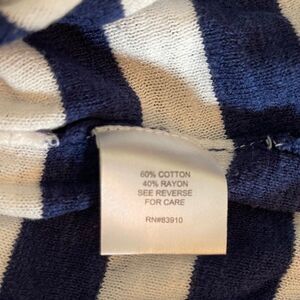 60% COTTON
40% RAYON
SEE REVERSE
FOR CARE
RN#83910